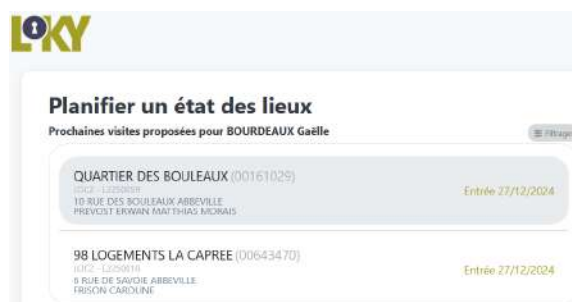 LOKY
Planifier un état des lieux
Prochaines visites proposées pour BOURDEAUX Gaëlle
Filtrage
QUARTIER DES BOULEAUX (00161029)
10 RUE DES BOULEAUX ABBEVILLE
PREVOST ERWAN MATTHIAS MORAIS
Entrée 27/12/2024
98 LOGEMENTS LA CAPREE (00643470)
6 RUE DE SAVOIE ABBEVILLE
FRISON CAROLINE
Entrée 27/12/2024